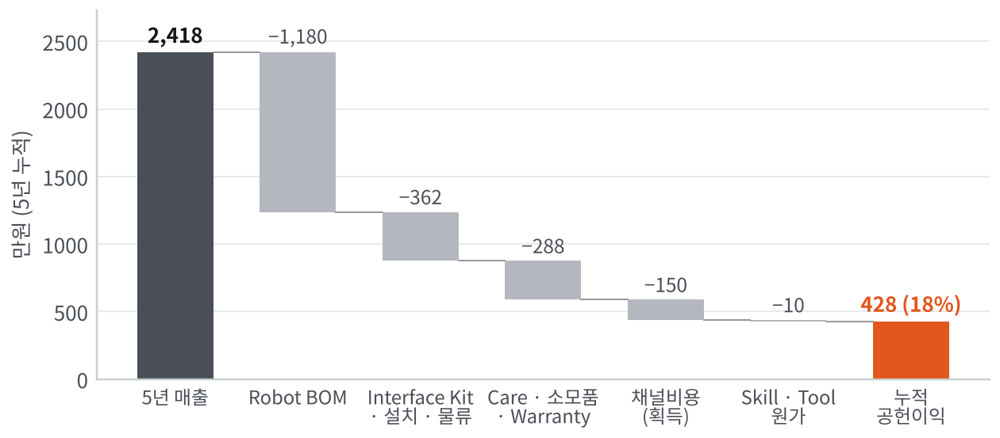 만원 (5년 누적)
2500
2000
1500
1000
500
0
2,418
−1,180
−362
−288
−150
−10
428 (18%)
5년 매출
Robot BOM
Interface Kit
· 설치 · 물류
Care · 소모품
· Warranty
채널비용
(획득)
Skill · Tool
원가
누적
공헌이익